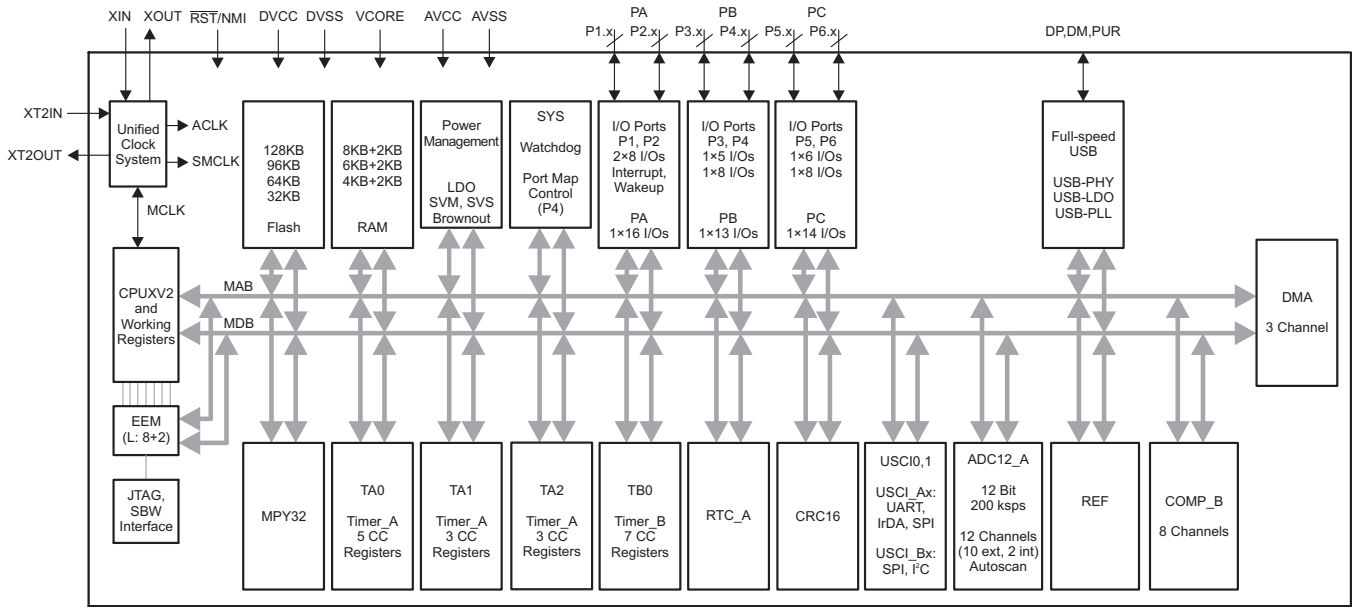 XIN
XOUT
RST/NMI
DVCC
DVSS
VCORE
AVCC
AVSS
PA
P1.x
P2.x
PB
P3.x
P4.x
PC
P5.x
P6.x
DP,DM,PUR
XT2IN
XT2OUT
Unified
Clock
System
ACLK
SMCLK
MCLK
128KB
96KB
64KB
32KB
Flash
8KB+2KB
6KB+2KB
4KB+2KB
RAM
Power
Management
LDO
SVM, SVS
Brownout
SYS
Watchdog
Port Map
Control
(P4)
I/O Ports
P1, P2
2×8 I/Os
Interrupt,
Wakeup
PA
1×16 I/Os
I/O Ports
P3, P4
1×5 I/Os
1×8 I/Os
PB
1×13 I/Os
I/O Ports
P5, P6
1×6 I/Os
1×8 I/Os
PC
1×14 I/Os
Full-speed
USB
USB-PHY
USB-LDO
USB-PLL
CPUXV2
and
Working
Registers
MAB
MDB
DMA
3 Channel
EEM
(L: 8+2)
JTAG,
SBW
Interface
MPY32
TA0
Timer_A
5 CC
Registers
TA1
Timer_A
3 CC
Registers
TA2
Timer_A
3 CC
Registers
TB0
Timer_B
7 CC
Registers
RTC_A
CRC16
USCI0,1
USCI_Ax:
UART,
IrDA, SPI
USCI_Bx:
SPI, I²C
ADC12_A
12 Bit
200 ksps
12 Channels
(10 ext, 2 int)
Autoscan
REF
COMP_B
8 Channels